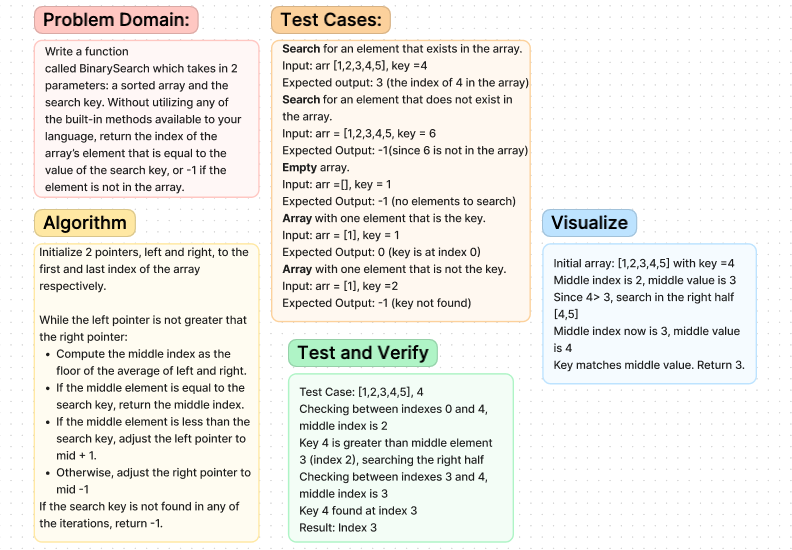 Problem Domain:
Write a function
called BinarySearch which takes in 2
parameters: a sorted array and the
search key. Without utilizing any of
the built-in methods available to your
language, return the index of the
array's element that is equal to the
value of the search key, or -1 if the
element is not in the array.
Test Cases:
Search for an element that exists in the array.
Input: arr [1,2,3,4,5], key =4
Expected output: 3 (the index of 4 in the array)
Search for an element that does not exist in
the array.
Input: arr = [1,2,3,4,5, key = 6
Expected Output: -1(since 6 is not in the array)
Empty array.
Input: arr =[], key = 1
Expected Output: -1 (no elements to search)
Array with one element that is the key.
Input: arr = [1], key = 1
Expected Output: 0 (key is at index 0)
Array with one element that is not the key.
Input: arr = [1], key =2
Expected Output: -1 (key not found)
Algorithm
Initialize 2 pointers, left and right, to the
first and last index of the array
respectively.
While the left pointer is not greater that
the right pointer:
• Compute the middle index as the
floor of the average of left and right.
• If the middle element is equal to the
search key, return the middle index.
• If the middle element is less than the
search key, adjust the left pointer to
mid + 1.
• Otherwise, adjust the right pointer to
mid -1
If the search key is not found in any of
the iterations, return -1.
Visualize
Initial array: [1,2,3,4,5] with key =4
Middle index is 2, middle value is 3
Since 4> 3, search in the right half
[4,5]
Middle index now is 3, middle value
is 4
Key matches middle value. Return 3.
Test and Verify
Test Case: [1,2,3,4,5], 4
Checking between indexes 0 and 4,
middle index is 2
Key 4 is greater than middle element
3 (index 2), searching the right half
Checking between indexes 3 and 4,
middle index is 3
Key 4 found at index 3
Result: Index 3